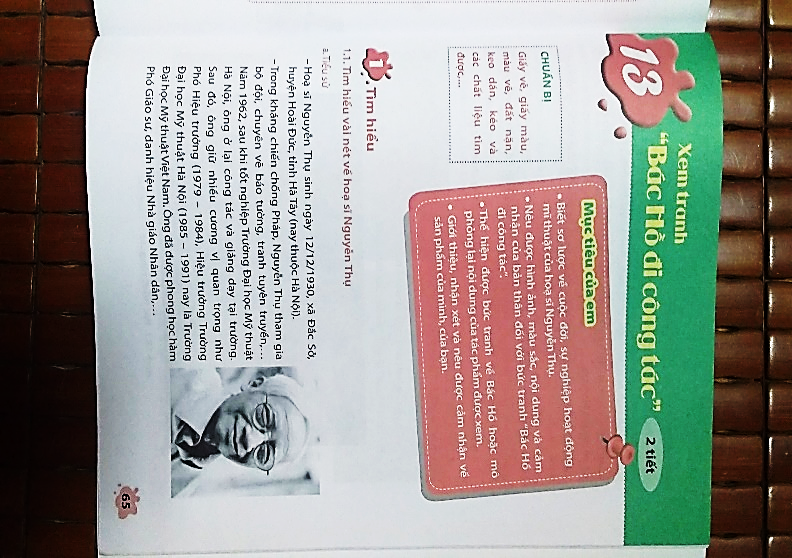 13
Xem tranh
"Bác Hồ đi công tác"
2 tiết
CHUẨN BỊ
Giấy vẽ, giấy màu,
màu vẽ, đất nặn,
keo dán, kéo và
các chất liệu tìm
được,...
Mục tiêu của em
• Biết sơ lược về cuộc đời, sự nghiệp hoạt động
mĩ thuật của hoạ sĩ Nguyễn Thụ.
• Nêu được hình ảnh, màu sắc, nội dung và cảm
nhận của bản thân đối với bức tranh "Bác Hồ
đi công tác".
• Thể hiện được bức tranh về Bác Hồ hoặc mô
phỏng lại nội dung của tác phẩm được xem.
• Giới thiệu, nhận xét và nêu được cảm nhận về
sản phẩm của mình, của bạn.
1 Tìm hiểu
1.1. Tìm hiểu vài nét về hoạ sĩ Nguyễn Thụ
a. Tiểu sử
– Hoạ sĩ Nguyễn Thụ sinh ngày 12/12/1930, xã Đắc Sở,
huyện Hoài Đức, tỉnh Hà Tây (nay thuộc Hà Nội).
– Trong kháng chiến chống Pháp, Nguyễn Thụ tham gia
bộ đội, chuyên vẽ báo tường, tranh tuyên truyền,...
Năm 1962, sau khi tốt nghiệp Trường Đại học Mỹ thuật
Hà Nội, ông ở lại công tác và giảng dạy tại trường.
Sau đó, ông giữ nhiều cương vị quan trọng như
Phó Hiệu trưởng (1979 – 1984), Hiệu trưởng Trường
Đại học Mỹ thuật Hà Nội (1985 – 1991) nay là Trường
Đại học Mỹ thuật Việt Nam. Ông đã được phong học hàm
Phó Giáo sư, danh hiệu Nhà giáo Nhân dân,...
65